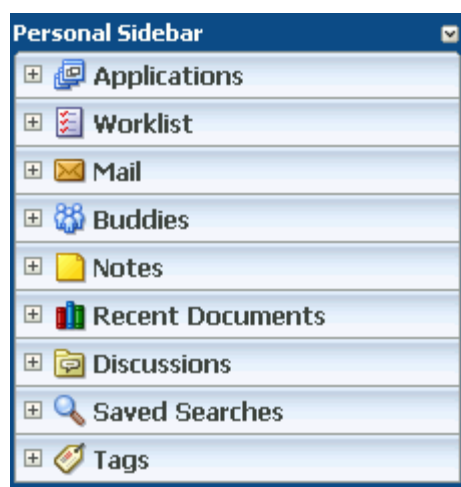 Personal Sidebar
Applications
Worklist
Mail
Buddies
Notes
Recent Documents
Discussions
Saved Searches
Tags